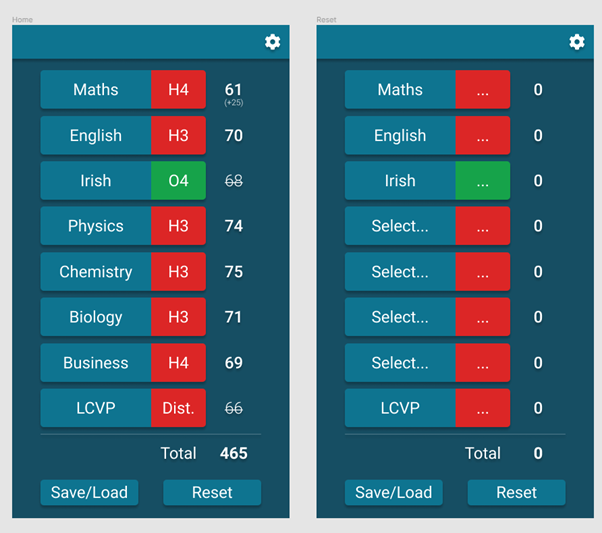 Home
Maths H4 61
(+25)
English H3 70
Irish O4 68
Physics H3 74
Chemistry H3 75
Biology H3 71
Business H4 69
LCVP Dist. 66
Total 465
Save/Load Reset
Reset
Maths ... 0
English ... 0
Irish ... 0
Select... ... 0
Select... ... 0
Select... ... 0
Select... ... 0
LCVP ... 0
Total 0
Save/Load Reset